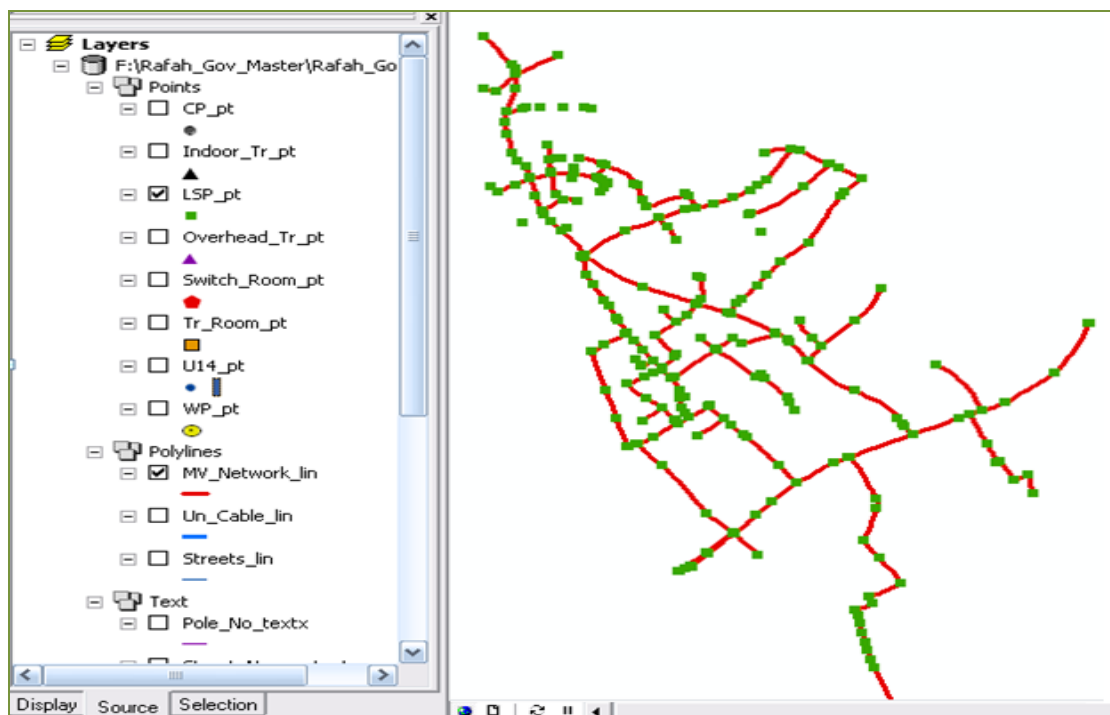 Layers
F:\Rafah_Gov_Master\Rafah_Go
Points
CP_pt
Indoor_Tr_pt
LSP_pt
Overhead_Tr_pt
Switch_Room_pt
Tr_Room_pt
U14_pt
WP_pt
Polylines
MV_Network_lin
Un_Cable_lin
Streets_lin
Text
Pole_No_textx
Display Source Selection